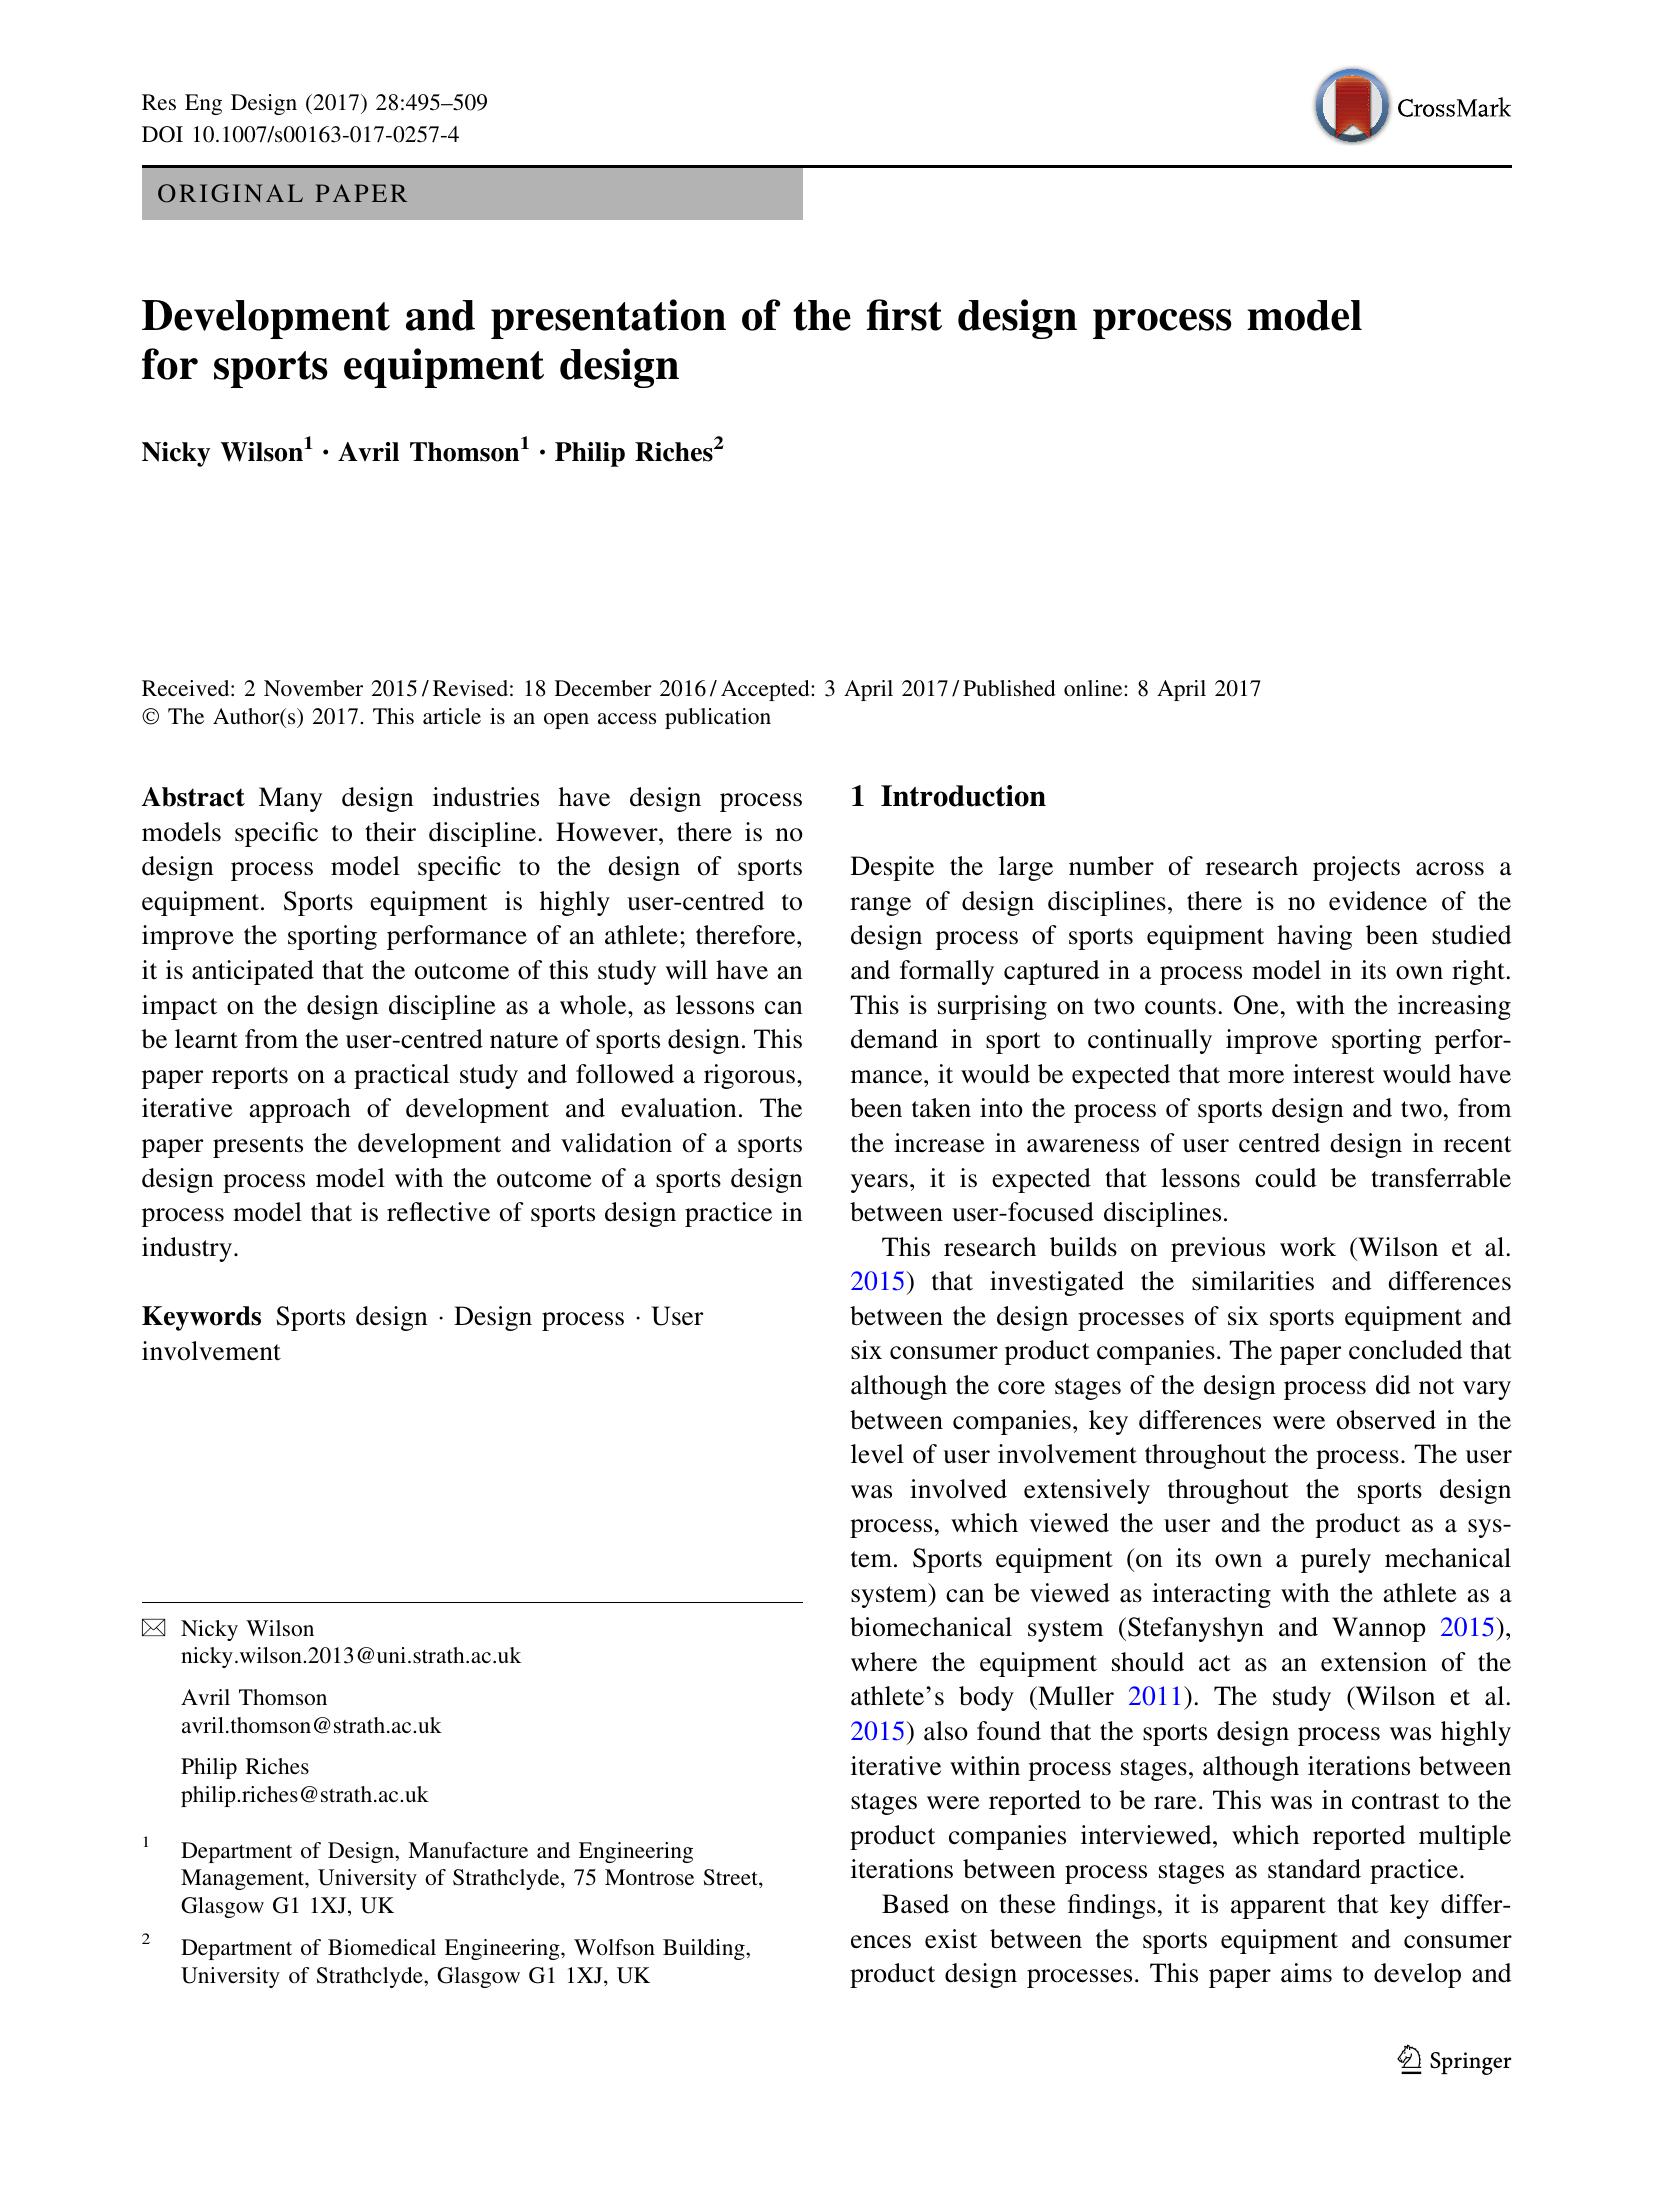 Res Eng Design (2017) 28:495–509
DOI 10.1007/s00163-017-0257-4
CrossMark
ORIGINAL PAPER
Development and presentation of the first design process model
for sports equipment design
Nicky Wilson1 · Avril Thomson1 · Philip Riches2
Received: 2 November 2015 / Revised: 18 December 2016 / Accepted: 3 April 2017 / Published online: 8 April 2017
© The Author(s) 2017. This article is an open access publication
Abstract Many design industries have design process
models specific to their discipline. However, there is no
design process model specific to the design of sports
equipment. Sports equipment is highly user-centred to
improve the sporting performance of an athlete; therefore,
it is anticipated that the outcome of this study will have an
impact on the design discipline as a whole, as lessons can
be learnt from the user-centred nature of sports design. This
paper reports on a practical study and followed a rigorous,
iterative approach of development and evaluation. The
paper presents the development and validation of a sports
design process model with the outcome of a sports design
process model that is reflective of sports design practice in
industry.
Keywords Sports design · Design process · User
involvement
Nicky Wilson
nicky.wilson.2013@uni.strath.ac.uk
Avril Thomson
avril.thomson@strath.ac.uk
Philip Riches
philip.riches@strath.ac.uk
1 Department of Design, Manufacture and Engineering
Management, University of Strathclyde, 75 Montrose Street,
Glasgow G1 1XJ, UK
2 Department of Biomedical Engineering, Wolfson Building,
University of Strathclyde, Glasgow G1 1XJ, UK
1 Introduction
Despite the large number of research projects across a
range of design disciplines, there is no evidence of the
design process of sports equipment having been studied
and formally captured in a process model in its own right.
This is surprising on two counts. One, with the increasing
demand in sport to continually improve sporting perfor-
mance, it would be expected that more interest would have
been taken into the process of sports design and two, from
the increase in awareness of user centred design in recent
years, it is expected that lessons could be transferrable
between user-focused disciplines.
This research builds on previous work (Wilson et al.
2015) that investigated the similarities and differences
between the design processes of six sports equipment and
six consumer product companies. The paper concluded that
although the core stages of the design process did not vary
between companies, key differences were observed in the
level of user involvement throughout the process. The user
was involved extensively throughout the sports design
process, which viewed the user and the product as a sys-
tem. Sports equipment (on its own a purely mechanical
system) can be viewed as interacting with the athlete as a
biomechanical system (Stefanyshyn and Wannop 2015),
where the equipment should act as an extension of the
athlete's body (Muller 2011). The study (Wilson et al.
2015) also found that the sports design process was highly
iterative within process stages, although iterations between
stages were reported to be rare. This was in contrast to the
product companies interviewed, which reported multiple
iterations between process stages as standard practice.
Based on these findings, it is apparent that key differ-
ences exist between the sports equipment and consumer
product design processes. This paper aims to develop and
Springer